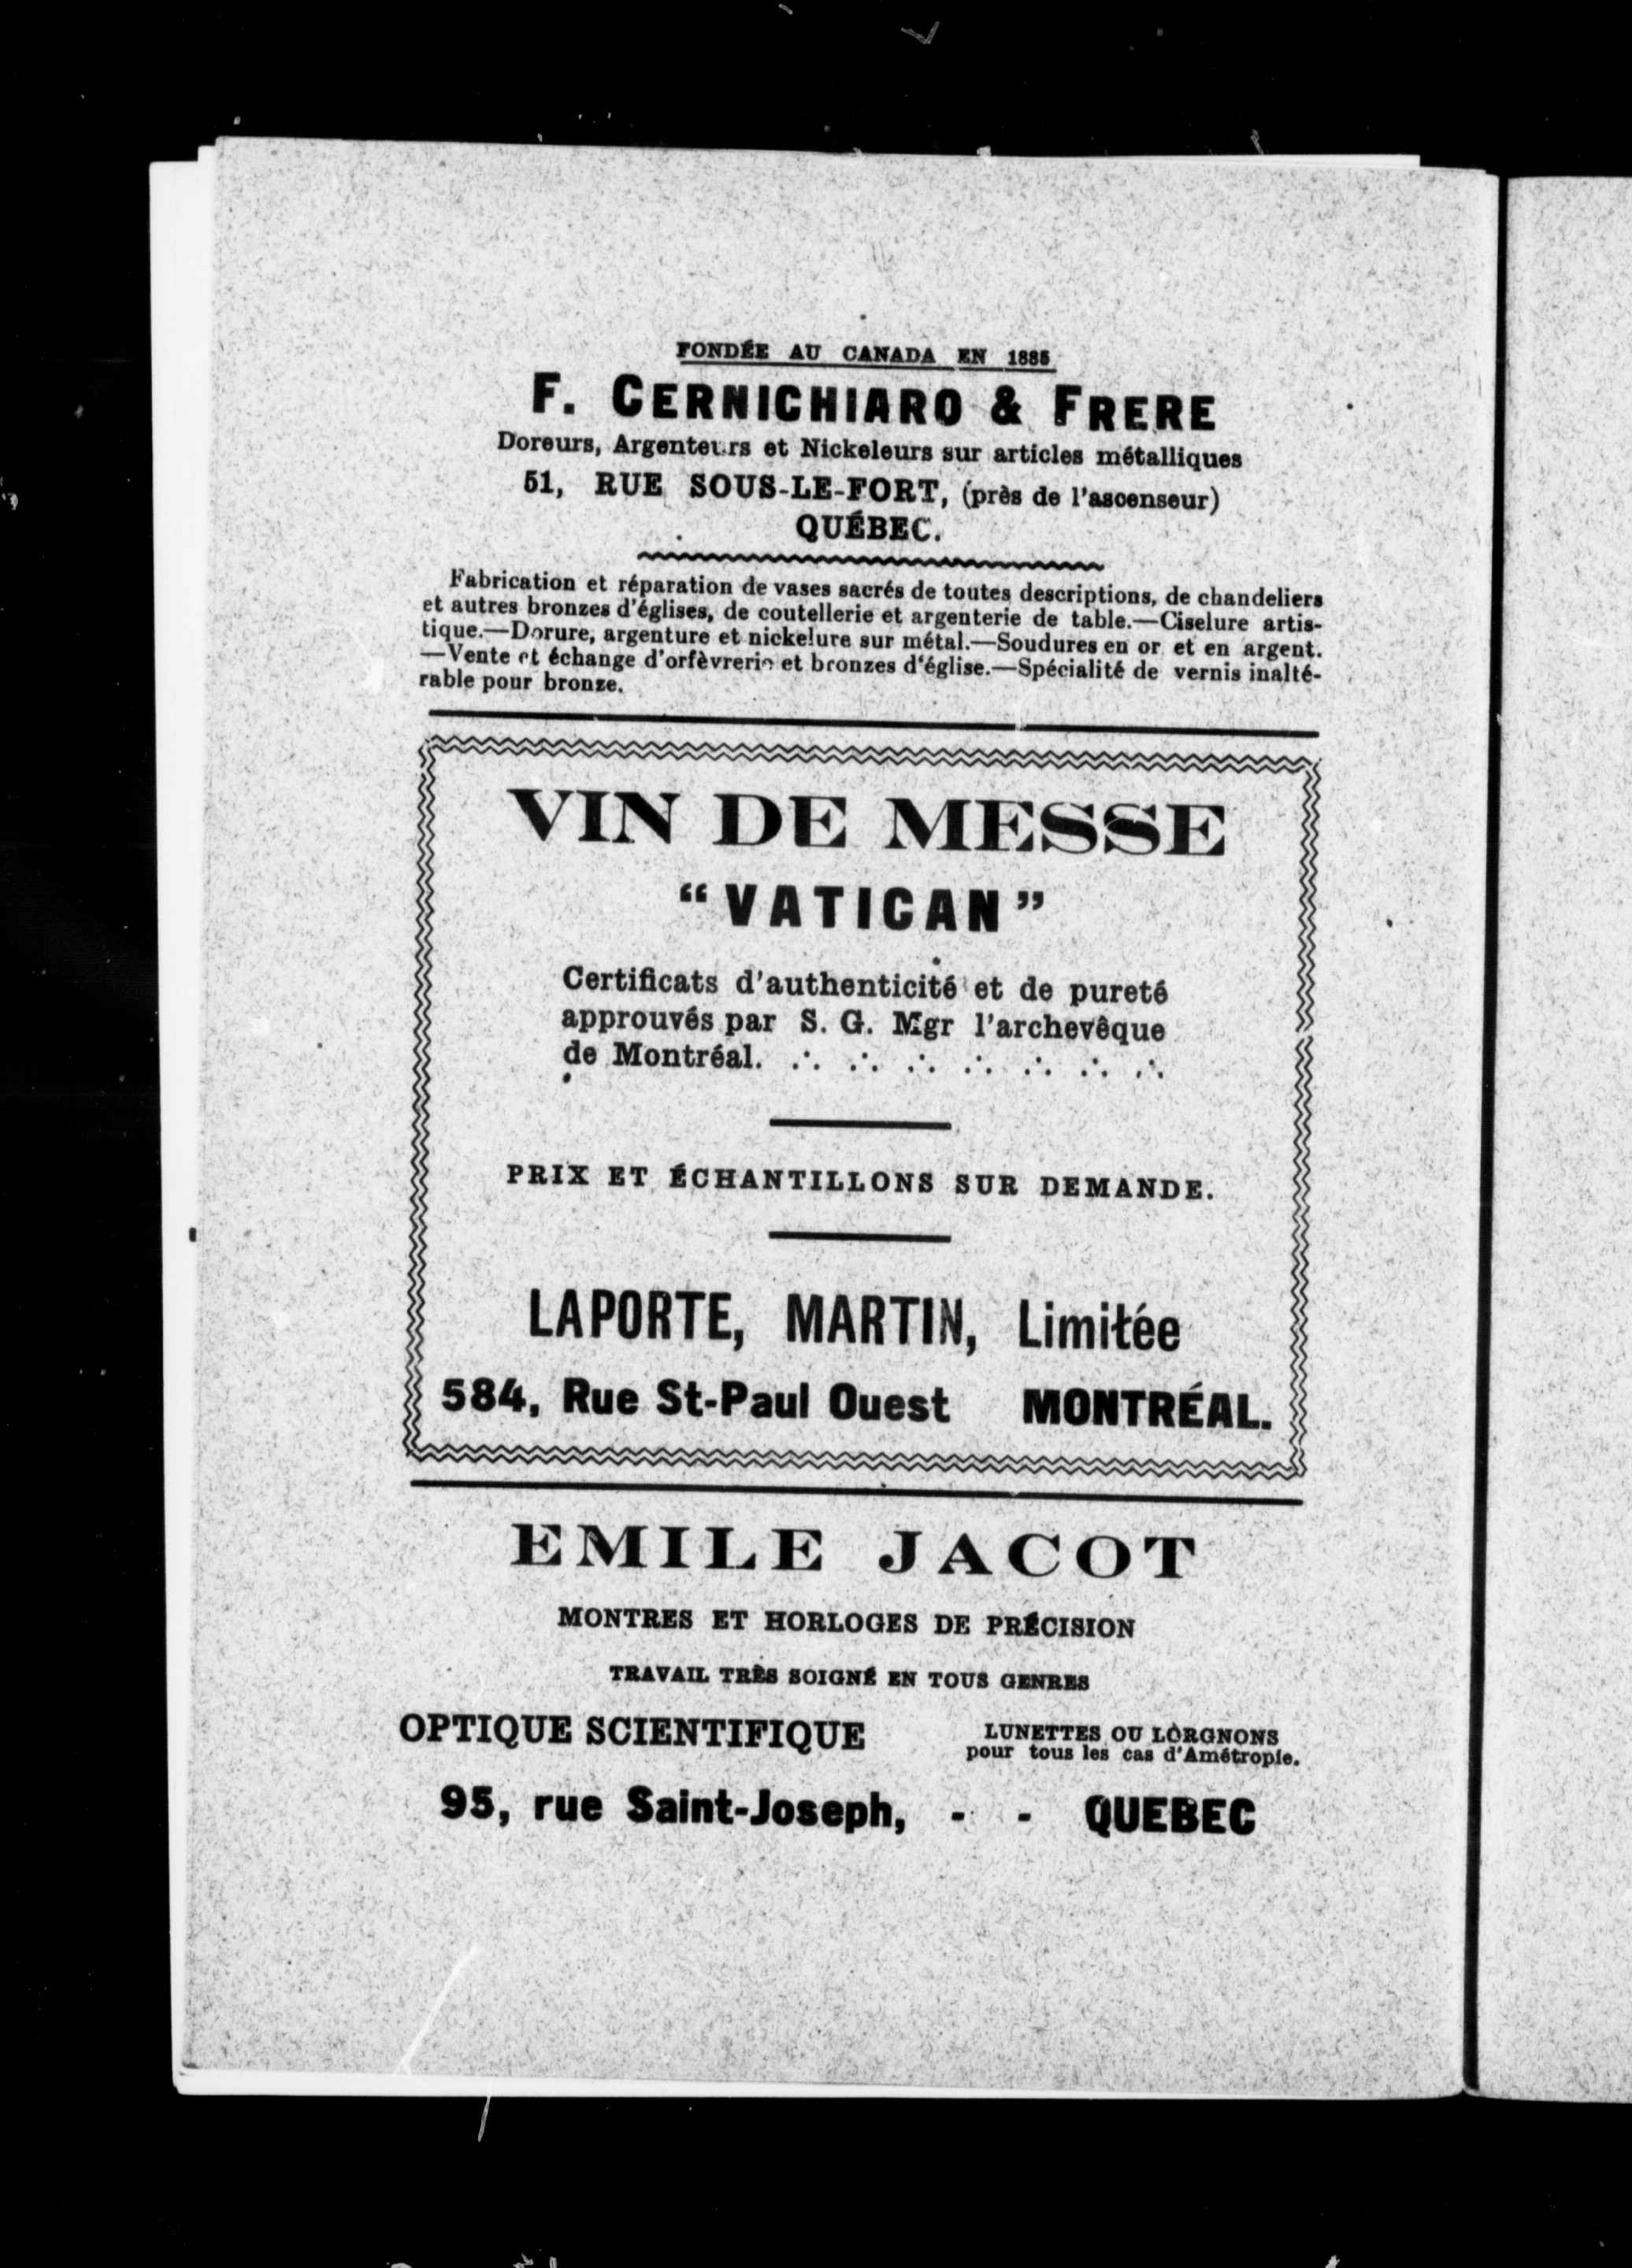 FONDÉE AU CANADA EN 1885
F. CERNICHIARO & FRERE
Doreurs, Argenteurs et Nickeleurs sur articles métalliques
51, RUE SOUS-LE-FORT, (près de l'ascenseur)
QUÉBEC.
Fabrication et réparation de vases sacrés de toutes descriptions, de chandeliers
et autres bronzes d'églises, de coutellerie et argenterie de table.—Ciselure artis-
tique.—Dorure, argenture et nickelure sur métal.—Soudures en or et en argent.
—Vente et échange d'orfèvrerie et bronzes d'église.—Spécialité de vernis inalté-
rable pour bronze.
VIN DE MESSE
“VATICAN”
Certificats d'authenticité et de pureté
approuvés par S. G. Mgr l'archevêque
de Montréal. ∴ ∴ ∴ ∴ ∴ ∴ ∴
PRIX ET ÉCHANTILLONS SUR DEMANDE.
LAPORTE, MARTIN, Limitée
584, Rue St-Paul Ouest MONTRÉAL.
EMILE JACOT
MONTRES ET HORLOGES DE PRÉCISION
TRAVAIL TRÈS SOIGNÉ EN TOUS GENRES
OPTIQUE SCIENTIFIQUE
LUNETTES OU LORGNONS
pour tous les cas d'Amétropie.
95, rue Saint-Joseph, - - QUEBEC